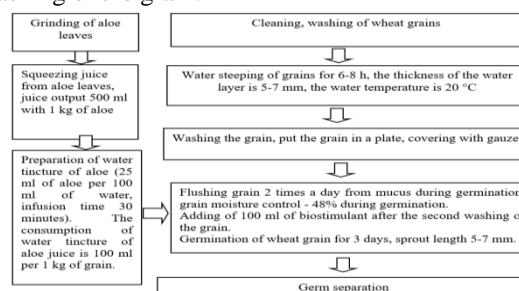 Grinding of aloe
leaves
Squeezing juice
from aloe leaves,
juice output 500 ml
with 1 kg of aloe
Preparation of water
tincture of aloe (25
ml of aloe per 100
ml of water,
infusion time 30
minutes). The
consumption of
water tincture of
aloe juice is 100 ml
per 1 kg of grain.
Cleaning, washing of wheat grains
Water steeping of grains for 6-8 h, the thickness of the water
layer is 5-7 mm, the water temperature is 20 °C
Washing the grain, put the grain in a plate, covering with gauze
Flushing grain 2 times a day from mucus during germination
grain moisture control - 48% during germination.
Adding of 100 ml of biostimulant after the second washing of
the grain.
Germination of wheat grain for 3 days, sprout length 5-7 mm.
Germ separation